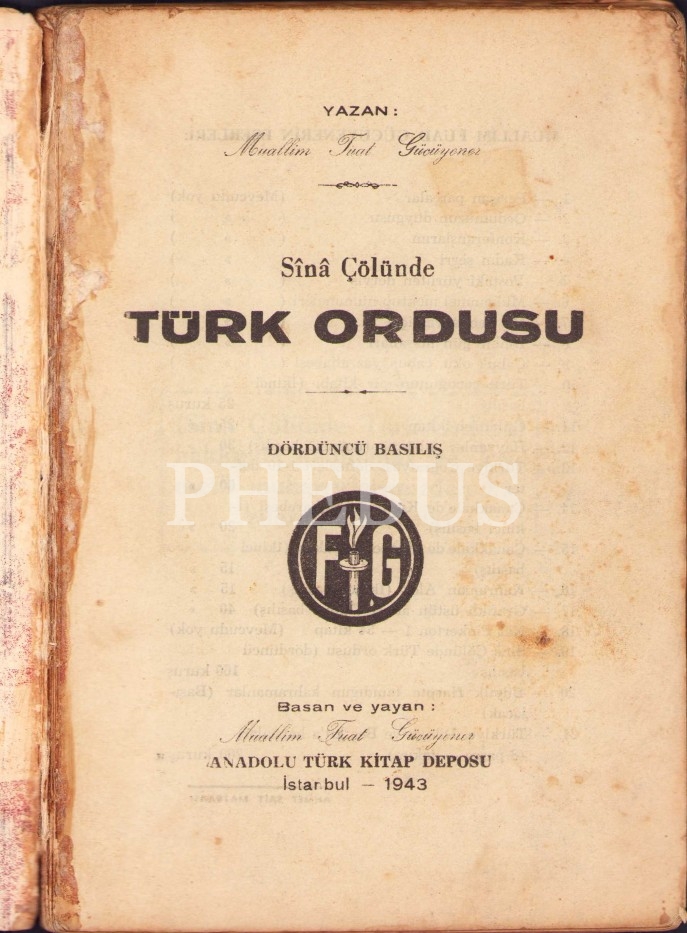 YAZAN :
Muallim Fuat Gücüyener
Sînâ Çölünde
TÜRK ORDUSU
DÖRDÜNCÜ BASILIŞ
PHEBUS
F G
Basan ve yayan :
Muallim Fuat Gücüyener
ANADOLU TÜRK KİTAP DEPOSU
İstanbul – 1943